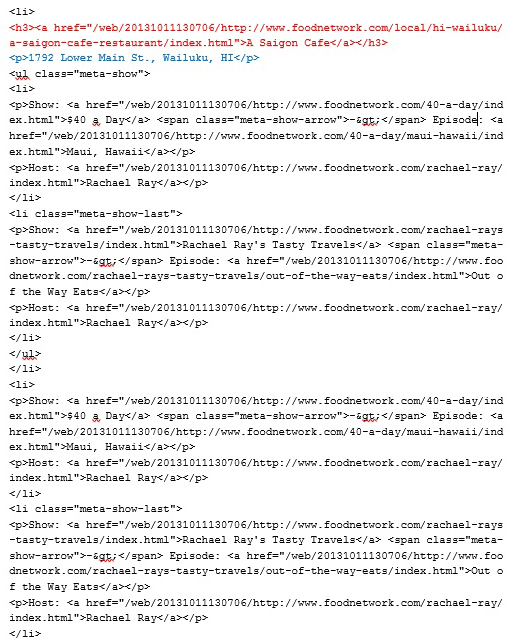 <li>
<h3><a href="/web/20131011130706/http://www.foodnetwork.com/local/hi-wailuku/
a-saigon-cafe-restaurant/index.html">A Saigon Cafe</a></h3>
<p>1792 Lower Main St., Wailuku, HI</p>
<ul class="meta-show">
<li>
<p>Show: <a href="/web/20131011130706/http://www.foodnetwork.com/40-a-day/ind
ex.html">$40 a Day</a> <span class="meta-show-arrow">-&gt;</span> Episode: <a
href="/web/20131011130706/http://www.foodnetwork.com/40-a-day/maui-hawaii/ind
ex.html">Maui, Hawaii</a></p>
<p>Host: <a href="/web/20131011130706/http://www.foodnetwork.com/rachael-ray/
index.html">Rachael Ray</a></p>
</li>
<li class="meta-show-last">
<p>Show: <a href="/web/20131011130706/http://www.foodnetwork.com/rachael-rays
-tasty-travels/index.html">Rachael Ray's Tasty Travels</a> <span class="meta-
show-arrow">-&gt;</span> Episode: <a href="/web/20131011130706/http://www.foo
dnetwork.com/rachael-rays-tasty-travels/out-of-the-way-eats/index.html">Out o
f the Way Eats</a></p>
<p>Host: <a href="/web/20131011130706/http://www.foodnetwork.com/rachael-ray/
index.html">Rachael Ray</a></p>
</li>
</ul>
</li>
<li>
<p>Show: <a href="/web/20131011130706/http://www.foodnetwork.com/40-a-day/ind
ex.html">$40 a Day</a> <span class="meta-show-arrow">-&gt;</span> Episode: <a
href="/web/20131011130706/http://www.foodnetwork.com/40-a-day/maui-hawaii/ind
ex.html">Maui, Hawaii</a></p>
<p>Host: <a href="/web/20131011130706/http://www.foodnetwork.com/rachael-ray/
index.html">Rachael Ray</a></p>
</li>
<li class="meta-show-last">
<p>Show: <a href="/web/20131011130706/http://www.foodnetwork.com/rachael-rays
-tasty-travels/index.html">Rachael Ray's Tasty Travels</a> <span class="meta-
show-arrow">-&gt;</span> Episode: <a href="/web/20131011130706/http://www.foo
dnetwork.com/rachael-rays-tasty-travels/out-of-the-way-eats/index.html">Out o
f the Way Eats</a></p>
<p>Host: <a href="/web/20131011130706/http://www.foodnetwork.com/rachael-ray/
index.html">Rachael Ray</a></p>
</li>